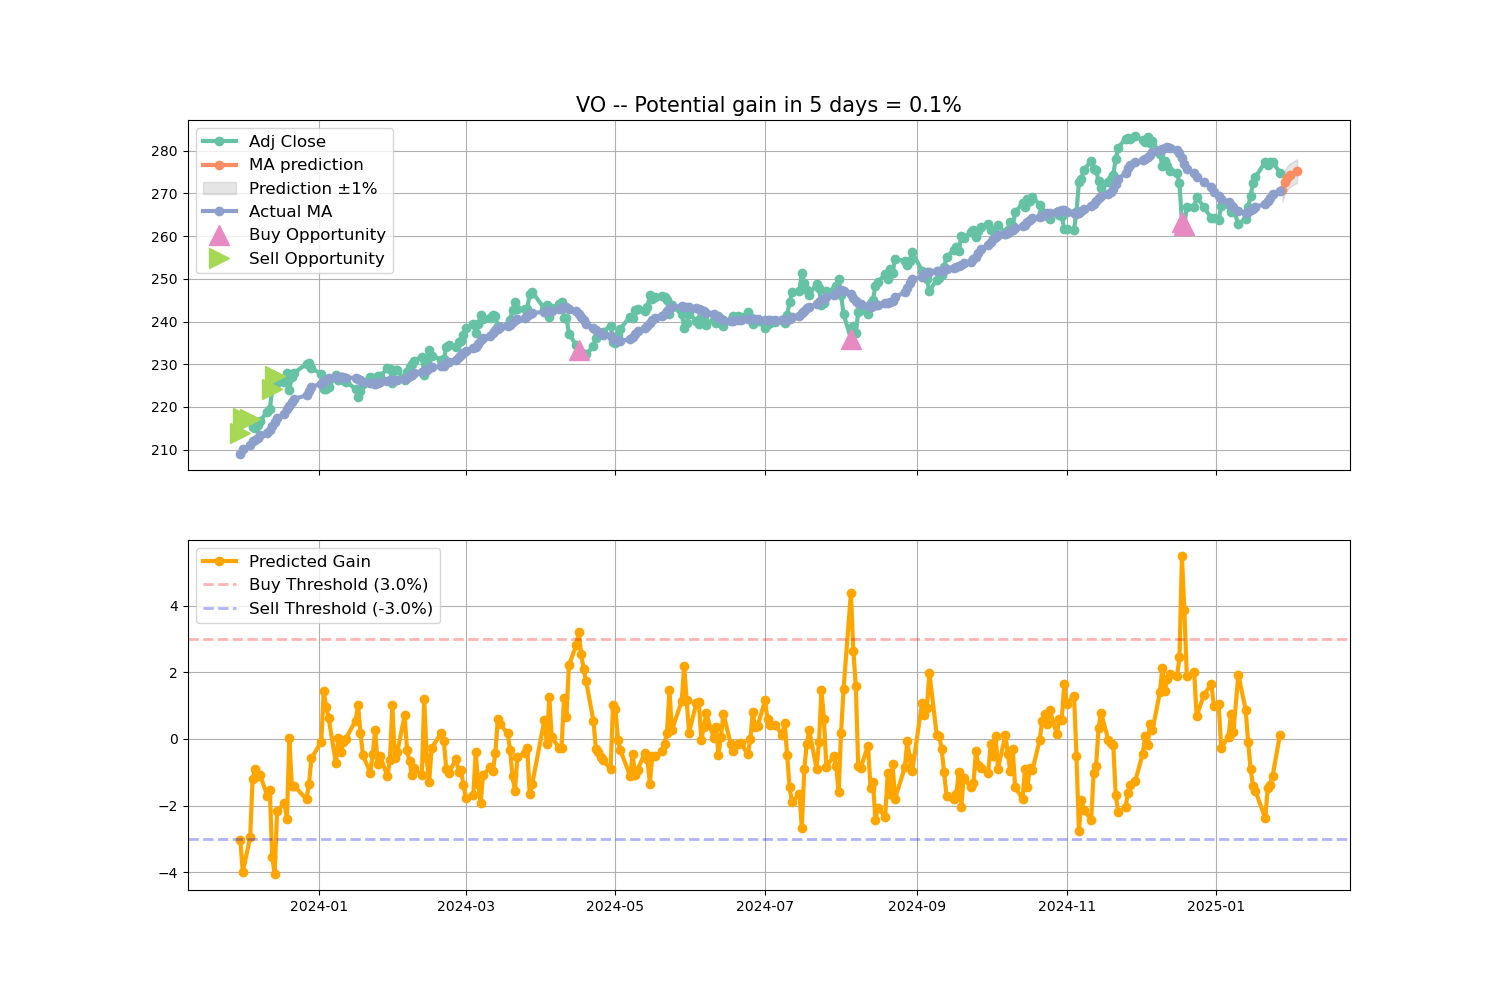 VO -- Potential gain in 5 days = 0.1%
Adj Close
MA prediction
Prediction ±1%
Actual MA
Buy Opportunity
Sell Opportunity
280
270
260
250
240
230
220
210
Predicted Gain
Buy Threshold (3.0%)
Sell Threshold (-3.0%)
4
2
0
−2
−4
2024-01
2024-03
2024-05
2024-07
2024-09
2024-11
2025-01